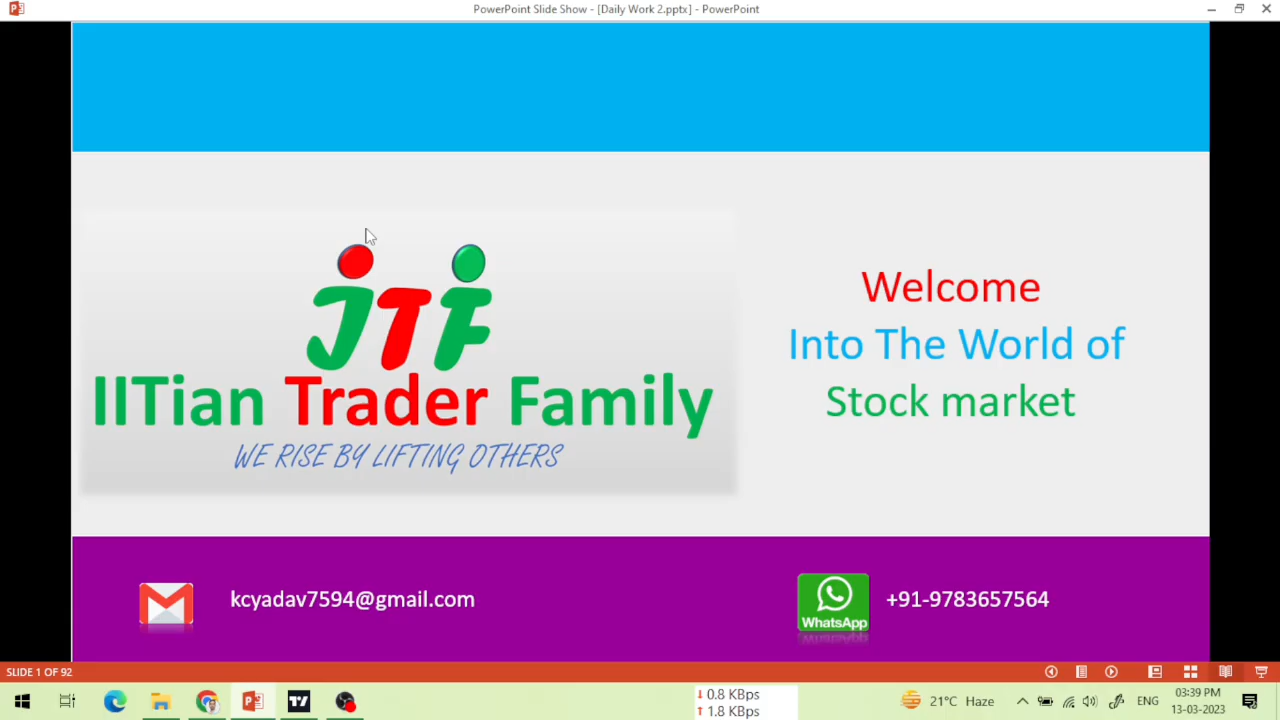 PowerPoint Slide Show - [Daily Work 2.pptx] - PowerPoint
JTF
IITian Trader Family
WE RISE BY LIFTING OTHERS
Welcome
Into The World of
Stock market
kcyadav7594@gmail.com
WhatsApp
+91-9783657564
SLIDE 1 OF 92
↓ 0.8 KBps
↑ 1.8 KBps
21°C Haze
ENG
03:39 PM
13-03-2023